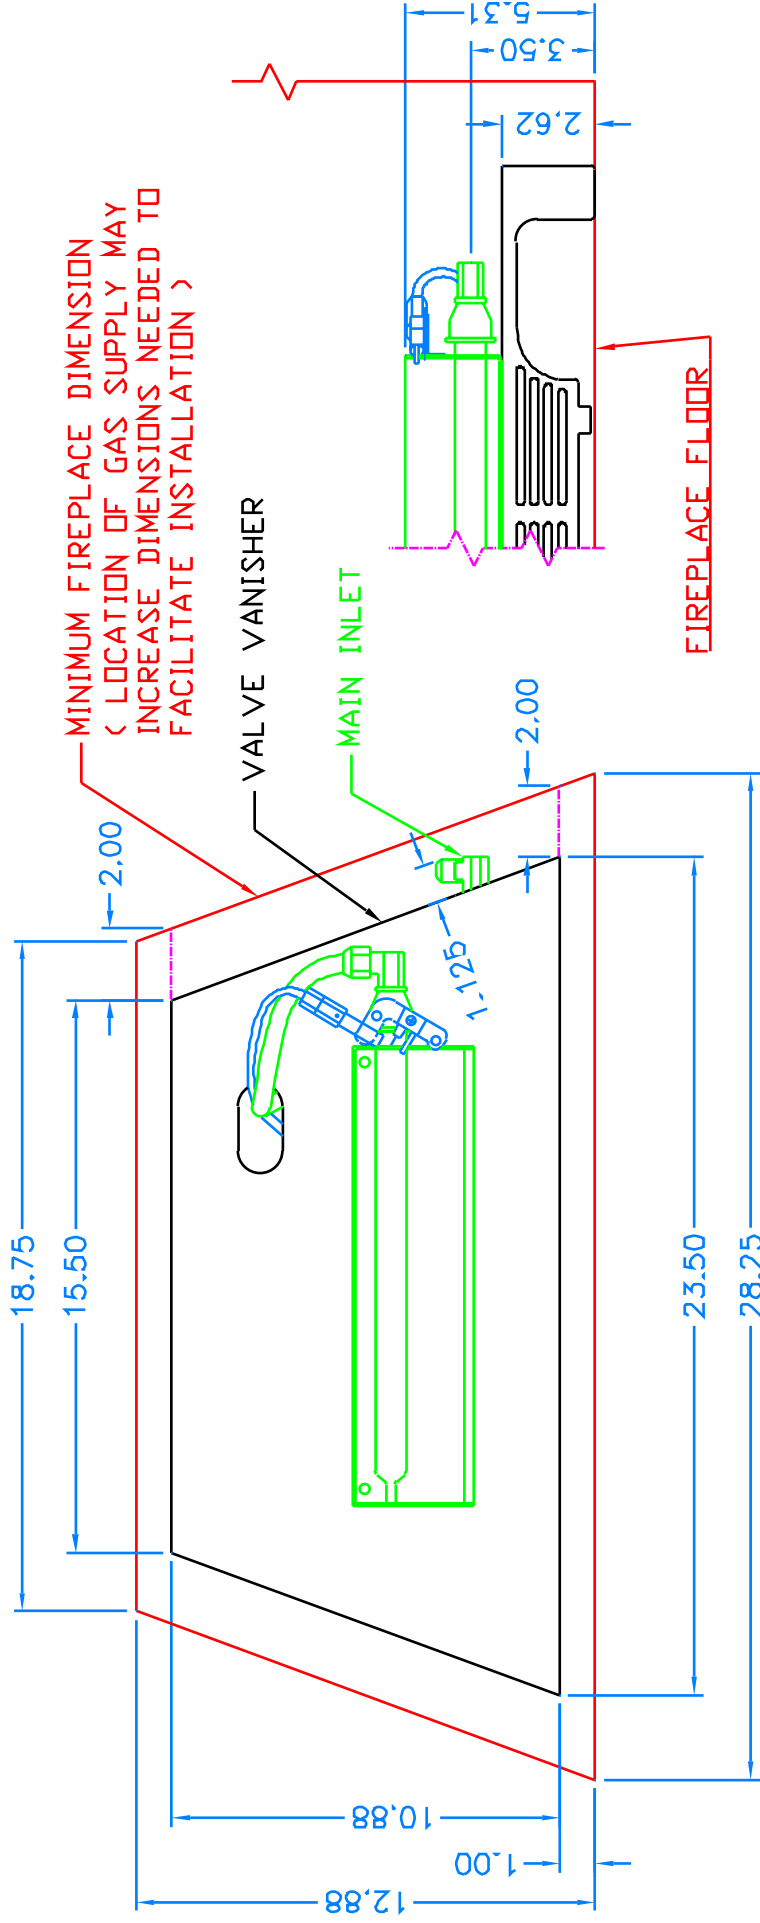 18.75
15.50
2.00
MINIMUM FIREPLACE DIMENSION
( LOCATION OF GAS SUPPLY MAY
INCREASE DIMENSIONS NEEDED TO
FACILITATE INSTALLATION )
VALVE VANISHER
MAIN INLET
1.125
2.00
23.50
28.25
10.88
1.00
12.88
5.31
3.50
2.62
FIREPLACE FLOOR